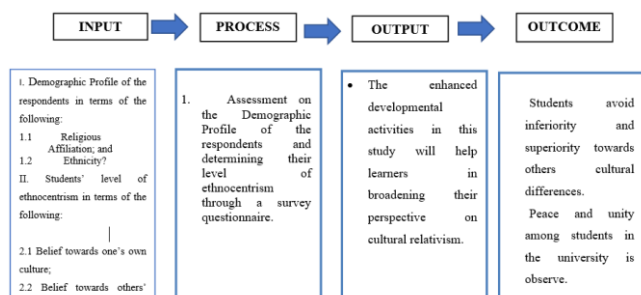 INPUT
PROCESS
OUTPUT
OUTCOME
I. Demographic Profile of the
respondents in terms of the
following:
1.1 Religious
Affiliation; and
1.2 Ethnicity?
II. Students' level of
ethnocentrism in terms of the
following:
2.1 Belief towards one's own
culture;
2.2 Belief towards others'
1. Assessment on
the Demographic
Profile of the
respondents and
determining their
level of
ethnocentrism
through a survey
questionnaire.
• The enhanced
developmental
activities in this
study will help
learners in
broadening their
perspective on
cultural relativism.
Students avoid
inferiority and
superiority towards
others cultural
differences.
Peace and unity
among students in
the university is
observe.